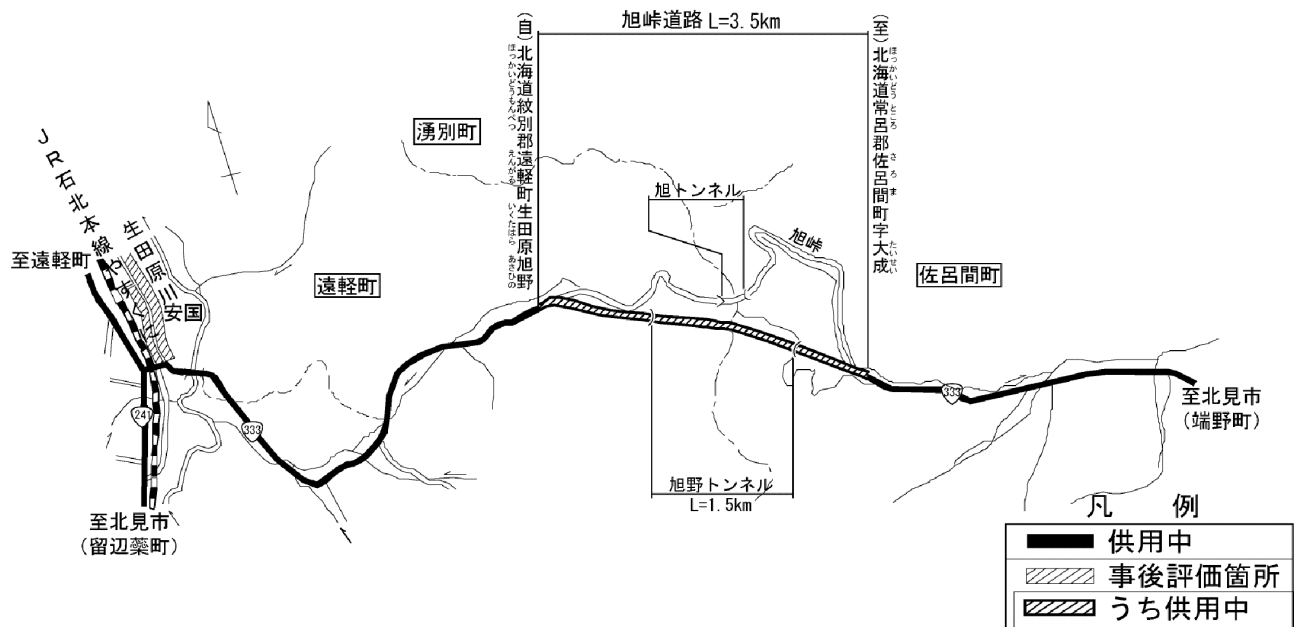 旭峠道路 L=3.5km
(自)北海道紋別郡遠軽町生田原旭野
ほっかいどうもんべつ えんがる いくたはら あさひの
(至)北海道常呂郡佐呂間町字大成
ほっかいどう ところ さろま たいせい
湧別町
JR石北本線
やすくに
生田原川
至遠軽町
安国
遠軽町
旭トンネル
旭峠
佐呂間町
241
333
333
至北見市
(端野町)
旭野トンネル
L=1.5km
至北見市
(留辺蘂町)
凡 例
供用中
事後評価箇所
うち供用中